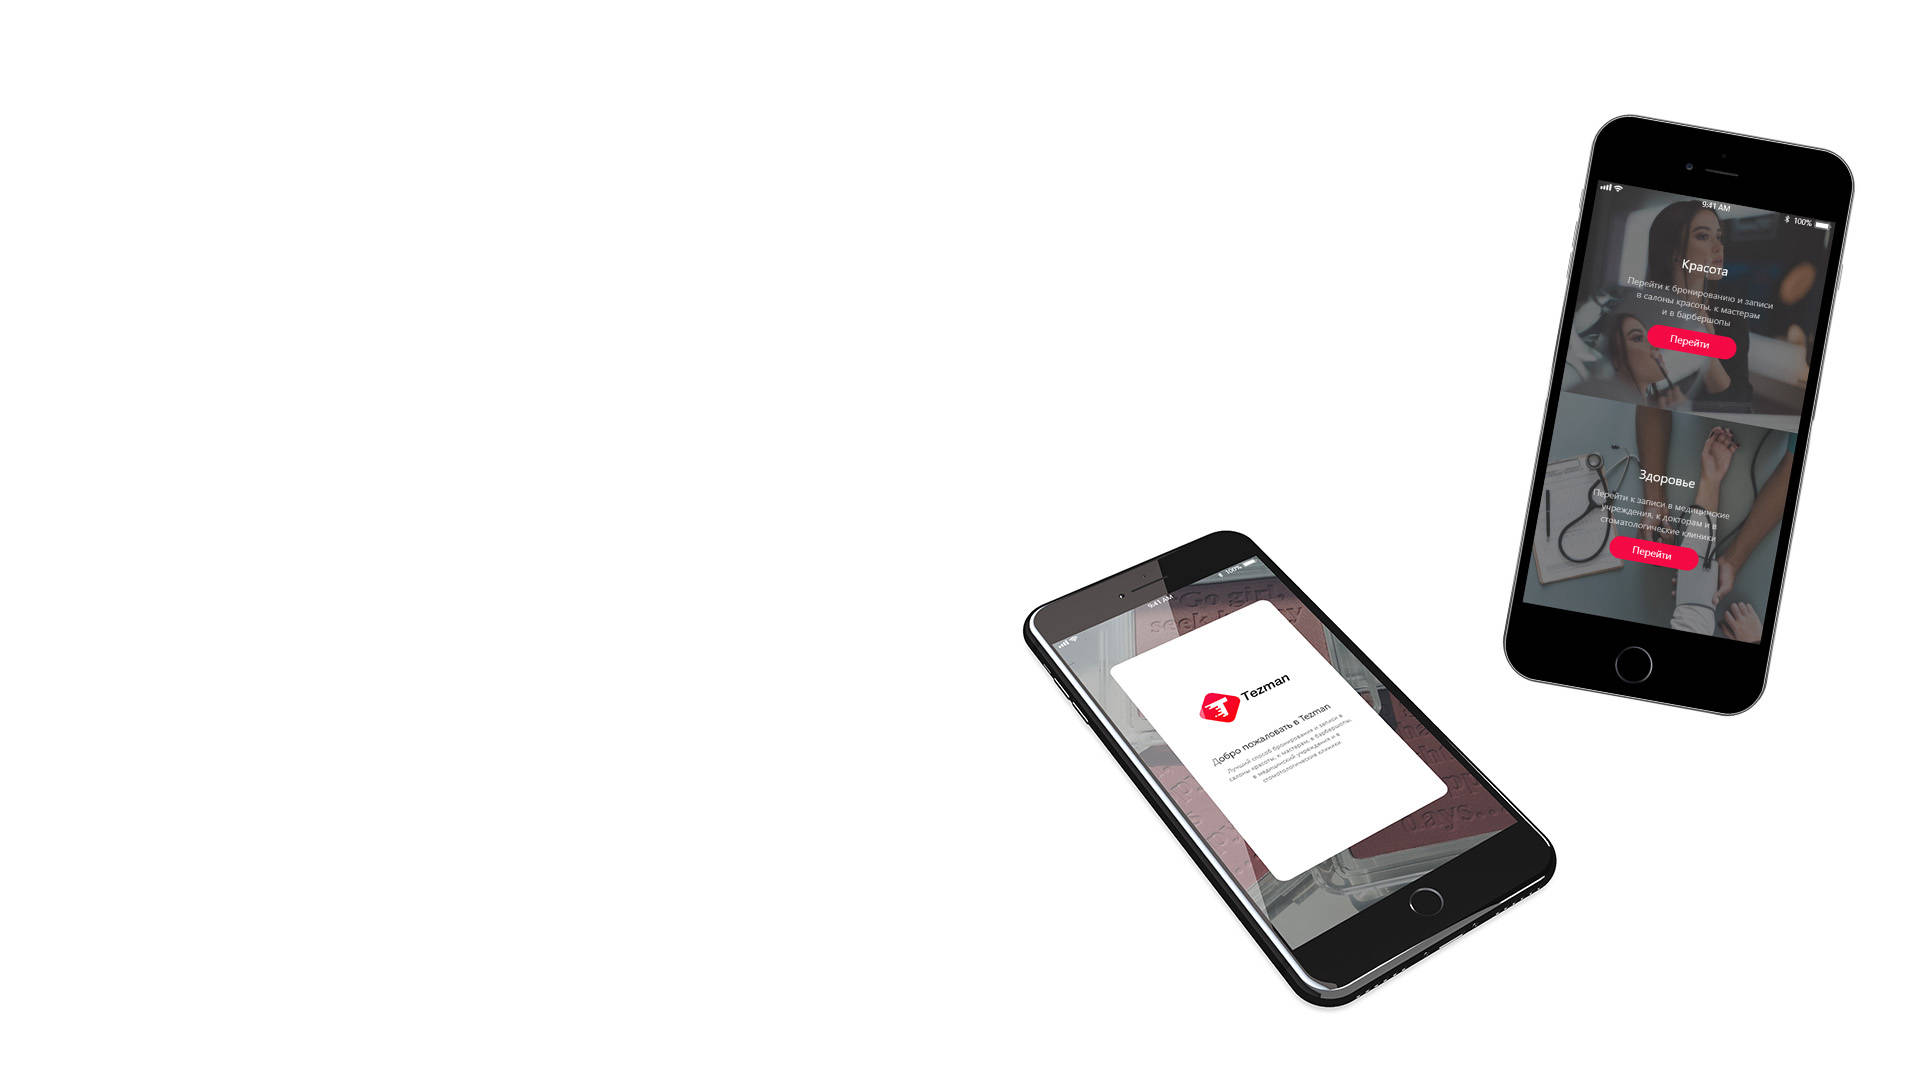 9:41 AM
100%
Красота
Перейти к бронированию и записи
в салоны красоты, к мастерам
и в барбершопы
Перейти
Здоровье
Перейти к записи в медицинские
учреждения, к докторам и в
стоматологические клиники
Перейти
100%
9:41 AM
Go girl,
seek
Tezman
Добро пожаловать в Tezman
Лучший способ бронирования и записи в
салоны красоты, к мастерам, в барбершопы,
в медицинский учреждения и в
стоматологические клиники
days..